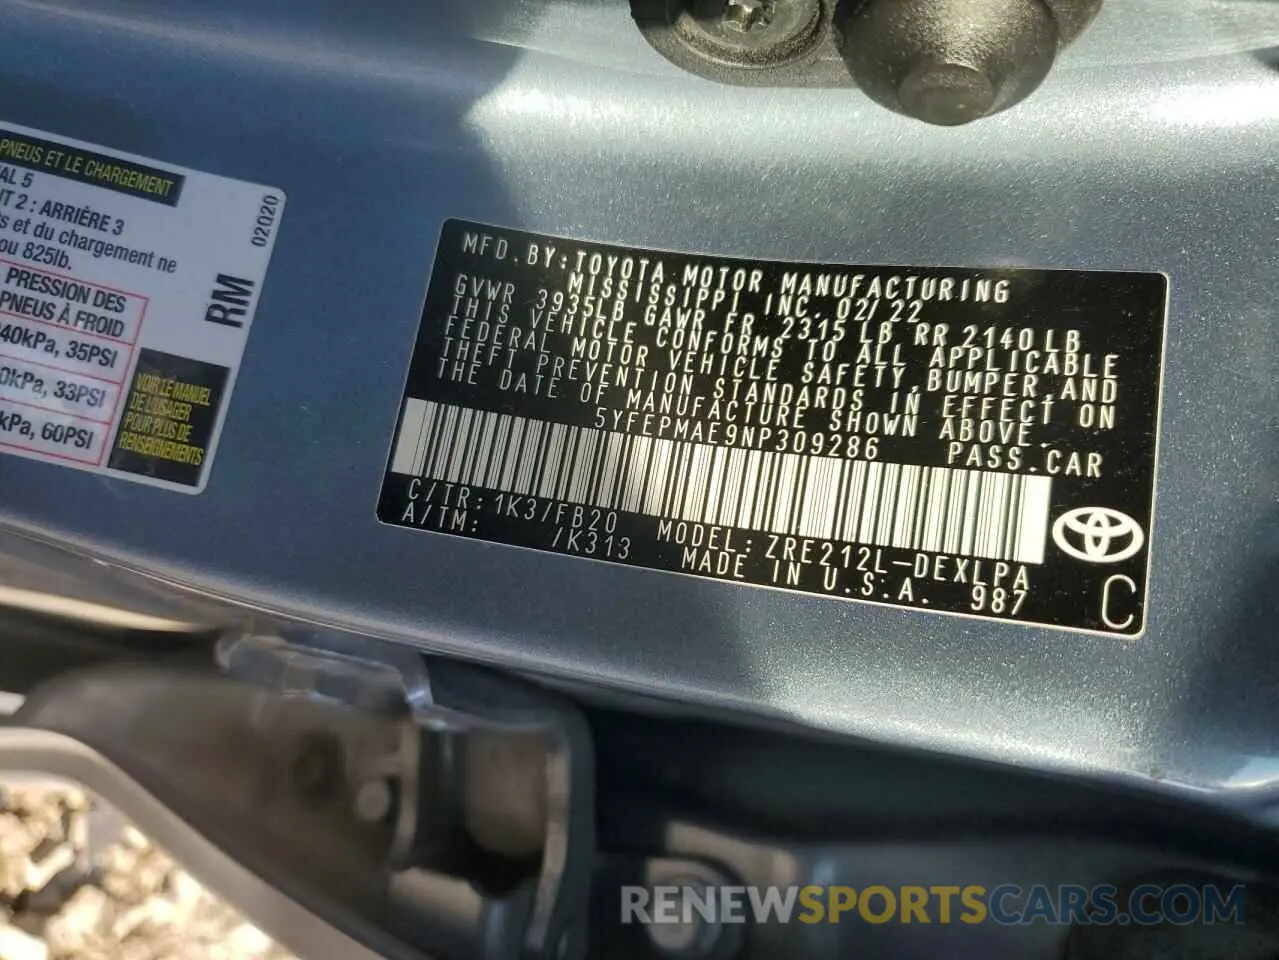 PNEUS ET LE CHARGEMENT
AL 5
T 2 : ARRIÈRE 3
s et du chargement ne
ou 825lb.
PRESSION DES
PNEUS À FROID
40kPa, 35PSI
0kPa, 33PSI
kPa, 60PSI
02020
RM
VOIR LE MANUEL
DE L'USAGER
POUR PLUS DE
RENSEIGNEMENTS
MFD. BY: TOYOTA MOTOR MANUFACTURING
MISSISSIPPI INC. 02/22
GVWR 3935LB GAWR FR 2315 LB RR 2140 LB
THIS VEHICLE CONFORMS TO ALL APPLICABLE
FEDERAL MOTOR VEHICLE SAFETY, BUMPER, AND
THEFT PREVENTION STANDARDS IN EFFECT ON
THE DATE OF MANUFACTURE SHOWN ABOVE.
5YFEPMAE9NP309286 PASS. CAR
C/TR: 1K3/FB20 MODEL: ZRE212L-DEXLPA
A/TM: /K313 MADE IN U.S.A. 987
C
RENEWSPORTSCARS.COM